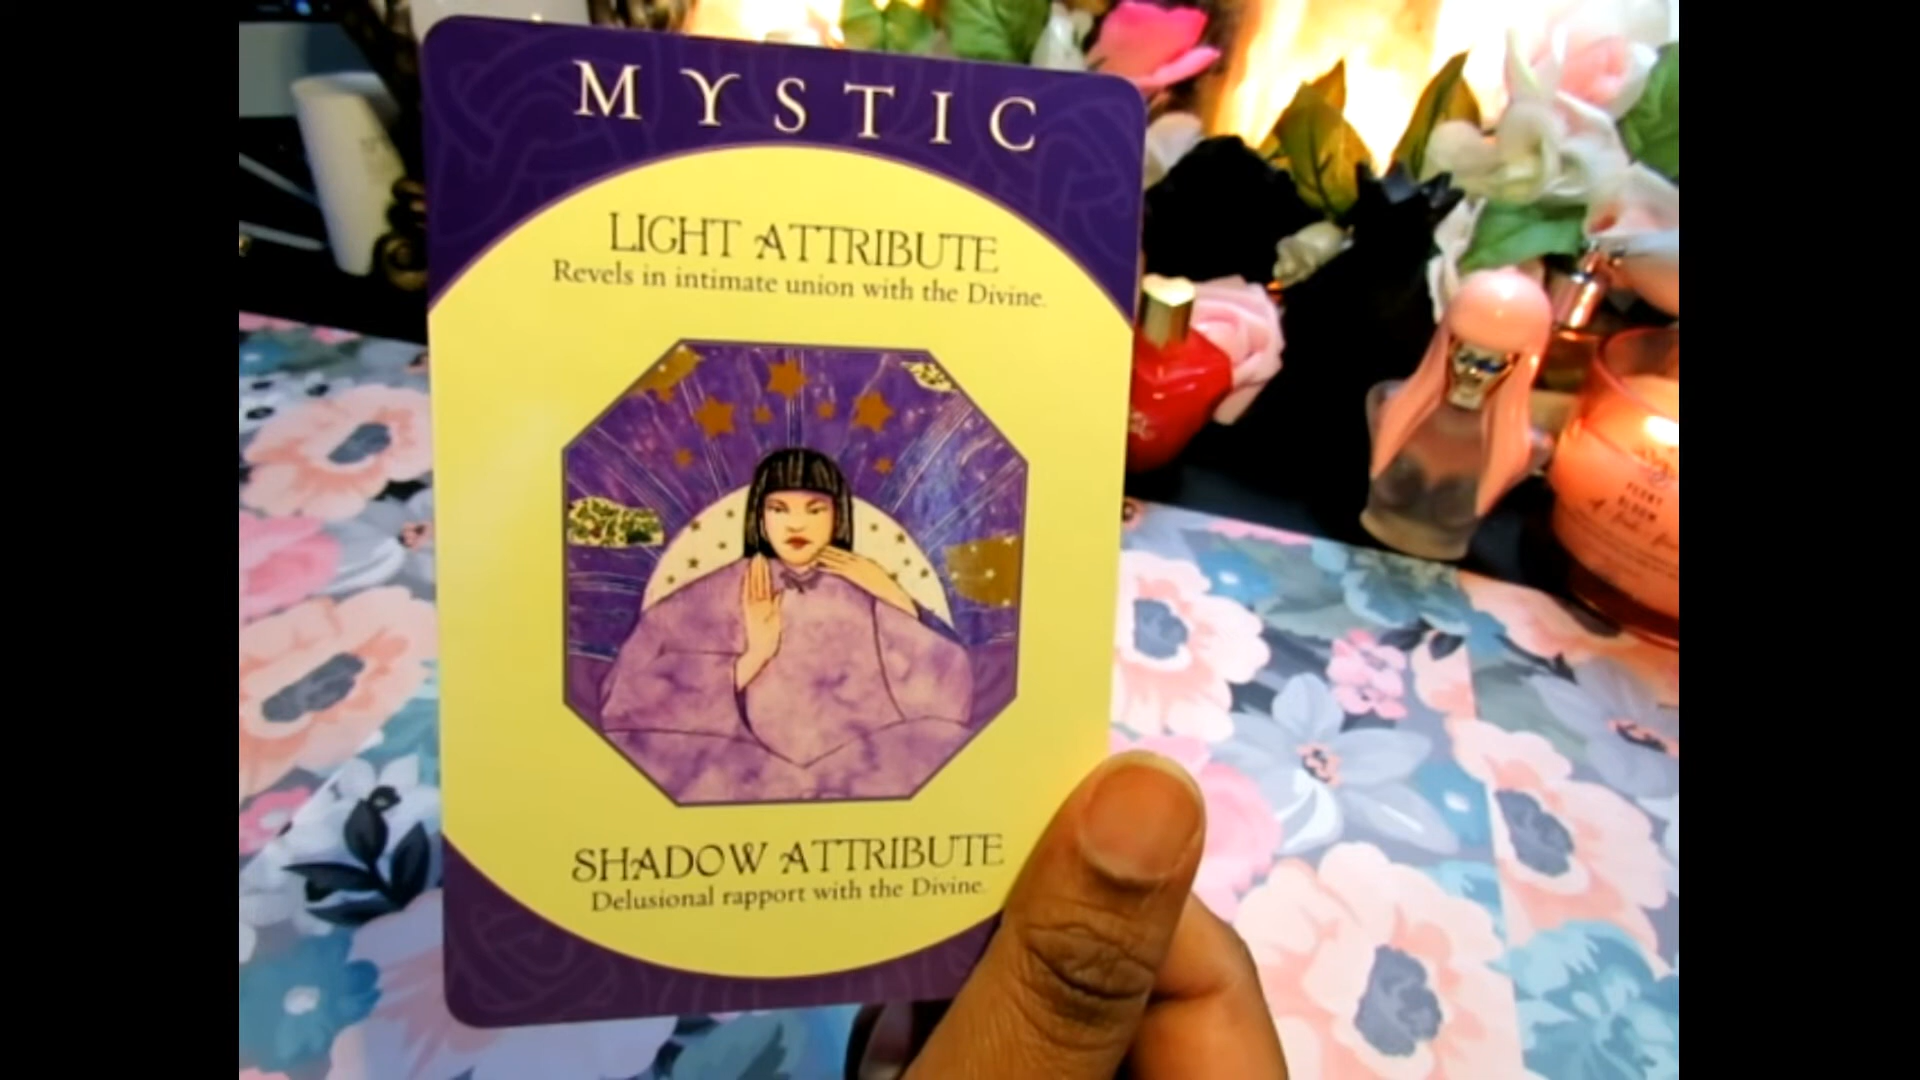 MYSTIC
LIGHT ATTRIBUTE
Revels in intimate union with the Divine.
SHADOW ATTRIBUTE
Delusional rapport with the Divine.